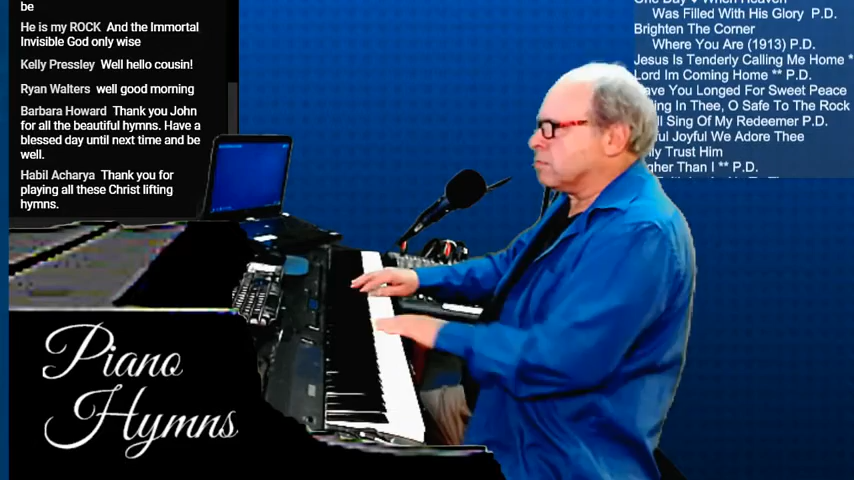 be
He is my ROCK And the Immortal
Invisible God only wise
Kelly Pressley Well hello cousin!
Ryan Walters well good morning
Barbara Howard Thank you John
for all the beautiful hymns. Have a
blessed day until next time and be
well.
Habil Acharya Thank you for
playing all these Christ lifting
hymns.
Piano
Hymns
One Day When Heaven
Was Filled With His Glory P.D.
Brighten The Corner
Where You Are (1913) P.D.
Jesus Is Tenderly Calling Me Home *
Lord Im Coming Home ** P.D.
You Longed For Sweet Peace
In Thee, O Safe To The Rock
Sing Of My Redeemer P.D.
Joyful We Adore Thee
Trust Him
Than I ** P.D.